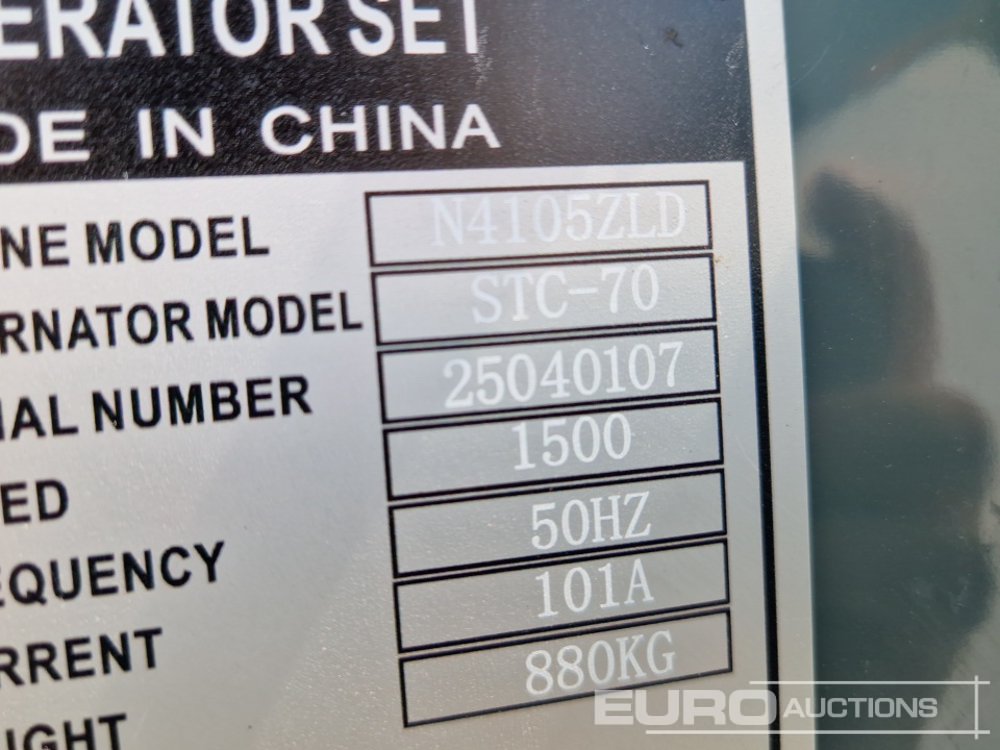 ERATOR SET
DE IN CHINA
NE MODEL N4105ZLD
RNATOR MODEL STC-70
IAL NUMBER 25040107
ED 1500
EQUENCY 50HZ
RRENT 101A
IGHT 880KG
EURO AUCTIONS